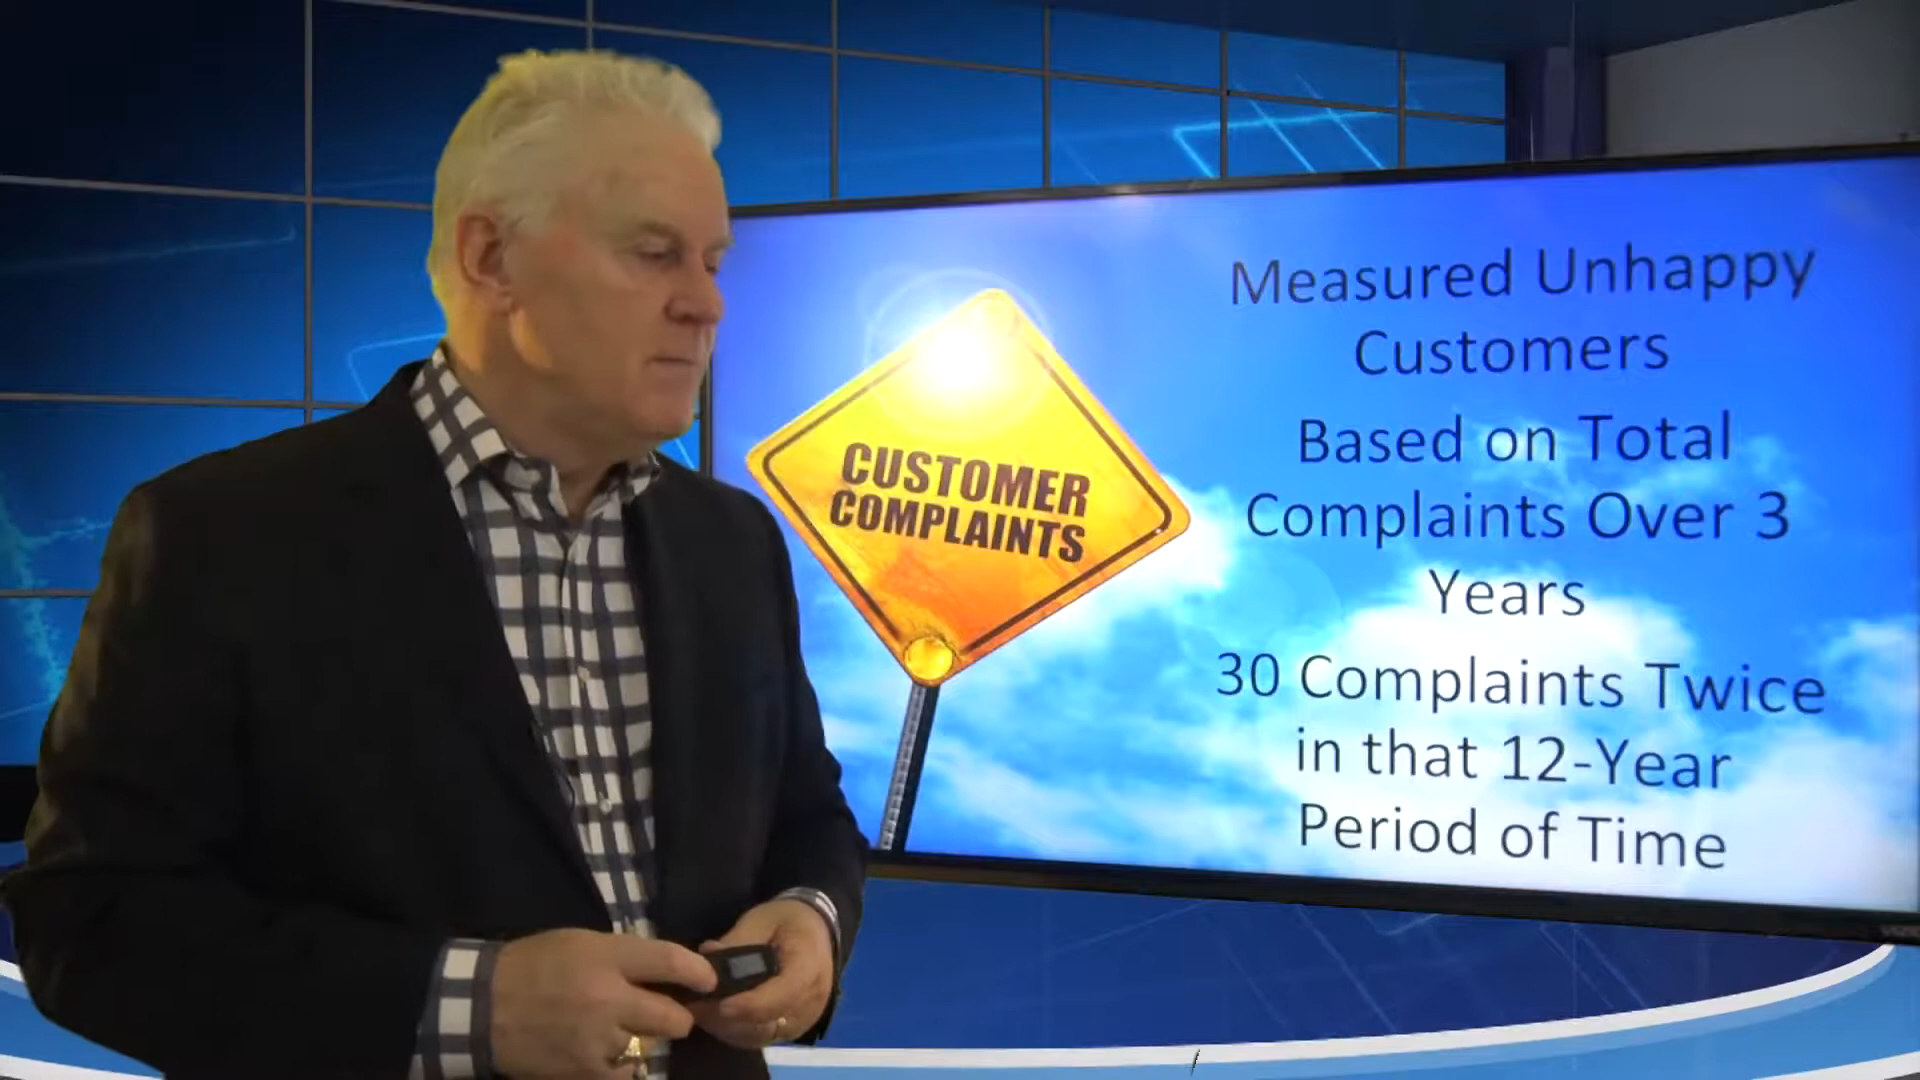 Measured Unhappy
Customers
Based on Total
Complaints Over 3
Years
30 Complaints Twice
in that 12-Year
Period of Time
CUSTOMER
COMPLAINTS